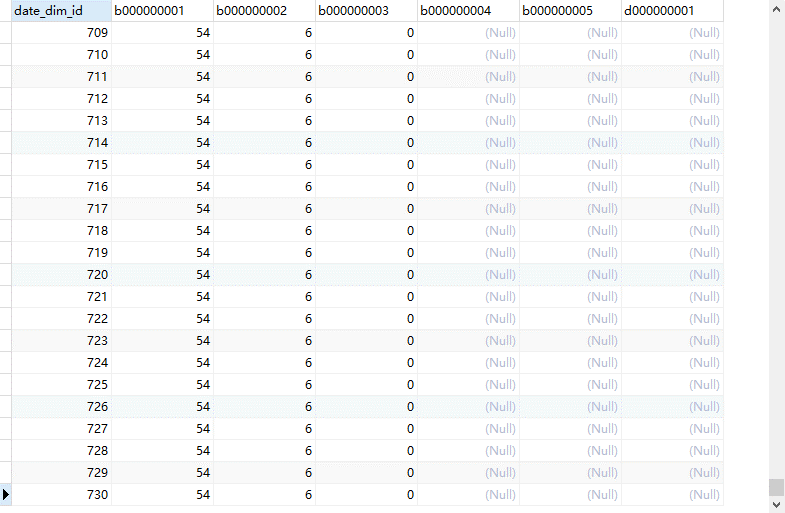 date_dim_id b000000001 b000000002 b000000003 b000000004 b000000005 d000000001
709 54 6 0 (Null) (Null) (Null)
710 54 6 0 (Null) (Null) (Null)
711 54 6 0 (Null) (Null) (Null)
712 54 6 0 (Null) (Null) (Null)
713 54 6 0 (Null) (Null) (Null)
714 54 6 0 (Null) (Null) (Null)
715 54 6 0 (Null) (Null) (Null)
716 54 6 0 (Null) (Null) (Null)
717 54 6 0 (Null) (Null) (Null)
718 54 6 0 (Null) (Null) (Null)
719 54 6 0 (Null) (Null) (Null)
720 54 6 0 (Null) (Null) (Null)
721 54 6 0 (Null) (Null) (Null)
722 54 6 0 (Null) (Null) (Null)
723 54 6 0 (Null) (Null) (Null)
724 54 6 0 (Null) (Null) (Null)
725 54 6 0 (Null) (Null) (Null)
726 54 6 0 (Null) (Null) (Null)
727 54 6 0 (Null) (Null) (Null)
728 54 6 0 (Null) (Null) (Null)
729 54 6 0 (Null) (Null) (Null)
730 54 6 0 (Null) (Null) (Null)